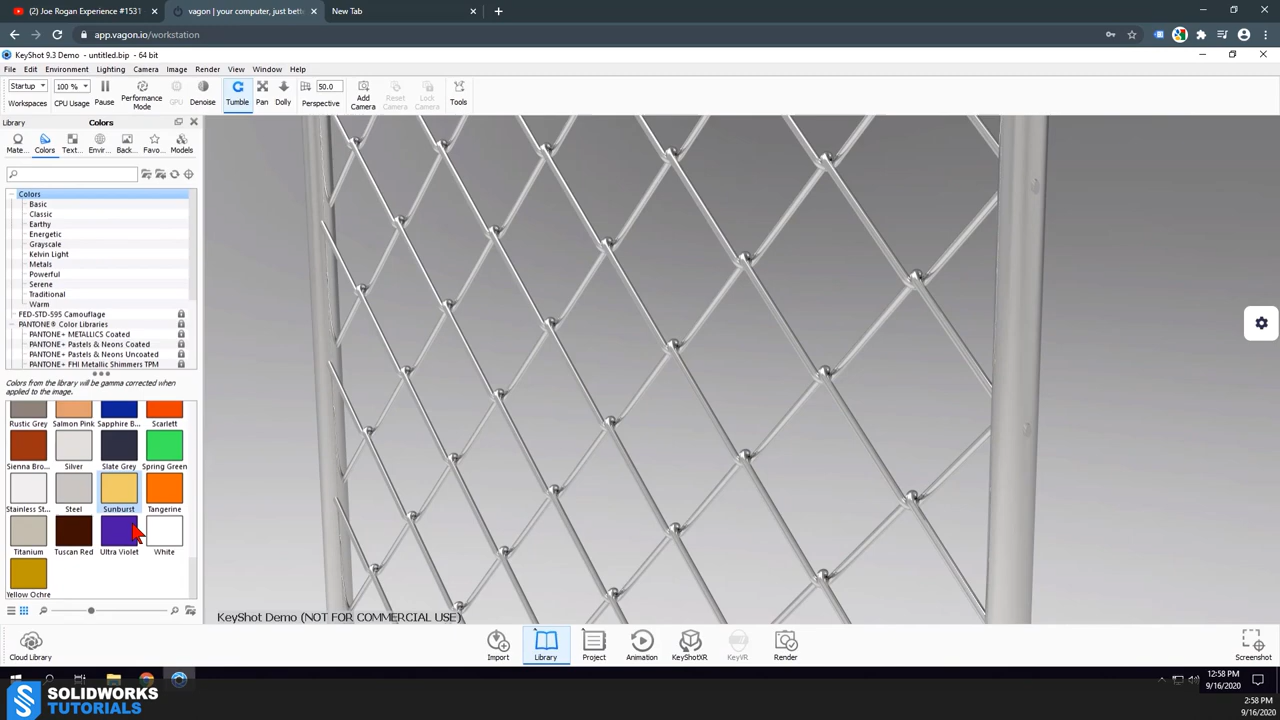 (2) Joe Rogan Experience #1531
vagon | your computer, just bett
New Tab
app.vagon.io/workstation
KeyShot 9.3 Demo - untitled.bip - 64 bit
File Edit Environment Lighting Camera Image Render View Window Help
Startup 100 % 50.0
Workspaces CPU Usage Pause Performance Mode GPU Denoise Tumble Pan Dolly Perspective Add Camera Reset Camera Lock Camera Tools
Library Colors
Mate... Colors Text... Envi... Back... Favo... Models
Colors
Basic
Classic
Earthy
Energetic
Grayscale
Kelvin Light
Metals
Powerful
Serene
Traditional
Warm
FED-STD-595 Camouflage
PANTONE® Color Libraries
PANTONE+ METALLICS Coated
PANTONE+ Pastels & Neons Coated
PANTONE+ Pastels & Neons Uncoated
PANTONE+ FHI Metallic Shimmers TPM
Colors from the library will be gamma corrected when
applied to the image.
Rustic Grey Salmon Pink Sapphire B... Scarlett
Sienna Bro... Silver Slate Grey Spring Green
Stainless St... Steel Sunburst Tangerine
Titanium Tuscan Red Ultra Violet White
Yellow Ochre
KeyShot Demo (NOT FOR COMMERCIAL USE)
Cloud Library Import Library Project Animation KeyShotXR KeyVR Render Screenshot
12:58 PM
9/16/2020
SOLIDWORKS
TUTORIALS
2:58 PM
9/16/2020